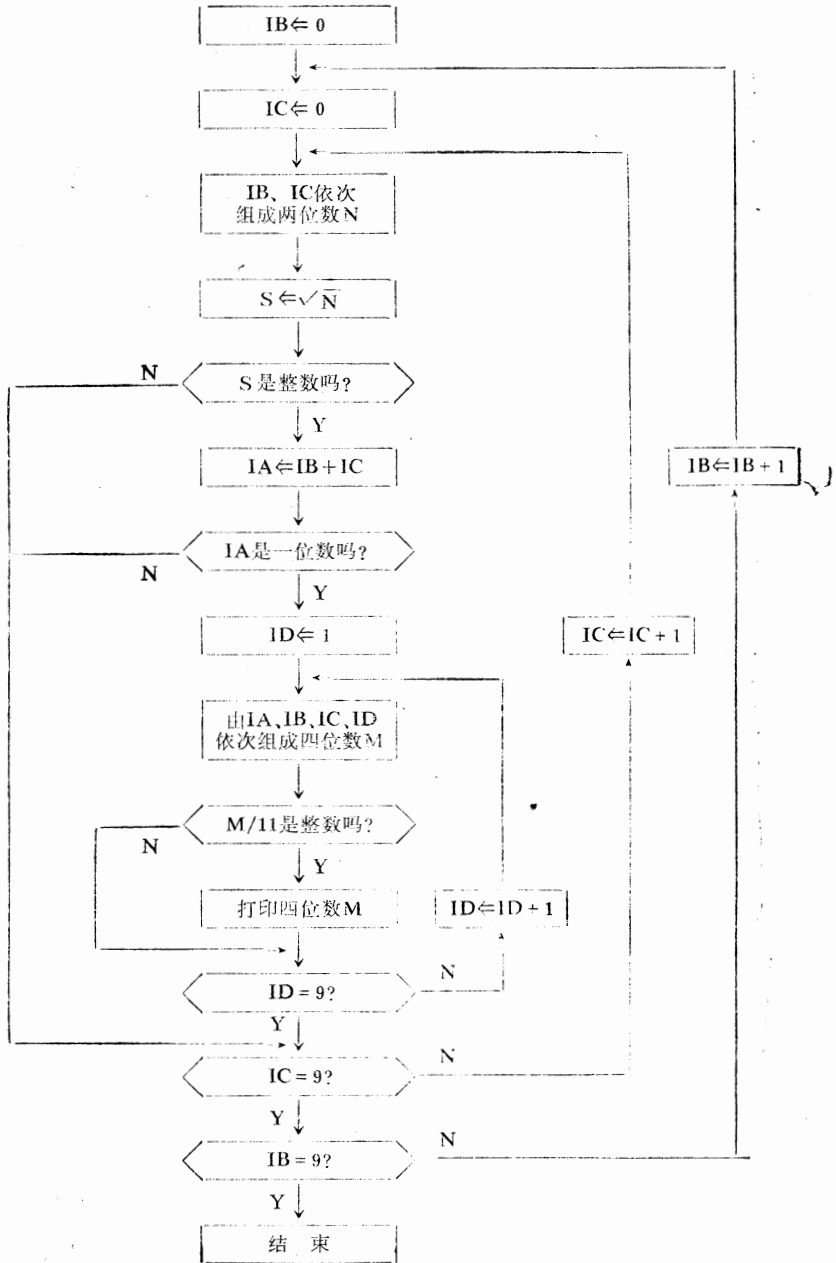 IB⇐0
IC⇐0
IB、IC依次
组成两位数N
S⇐√N
N
S是整数吗?
Y
IA⇐IB+IC
IB⇐IB+1
N
IA是一位数吗?
Y
ID⇐1
IC⇐IC+1
由IA、IB、IC、ID
依次组成四位数M
M/11是整数吗?
N
Y
打印四位数M
ID⇐ID+1
N
ID=9?
Y
N
IC=9?
Y
N
IB=9?
Y
结 束